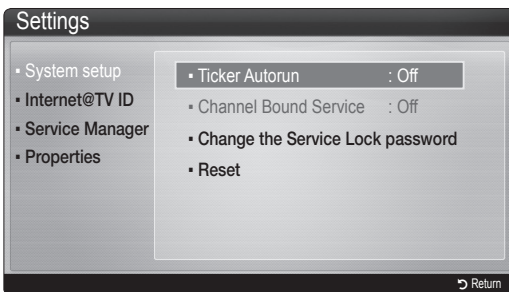 Settings
▪ System setup
▪ Internet@TV ID
▪ Service Manager
▪ Properties
▪ Ticker Autorun : Off
▪ Channel Bound Service : Off
▪ Change the Service Lock password
▪ Reset
Return